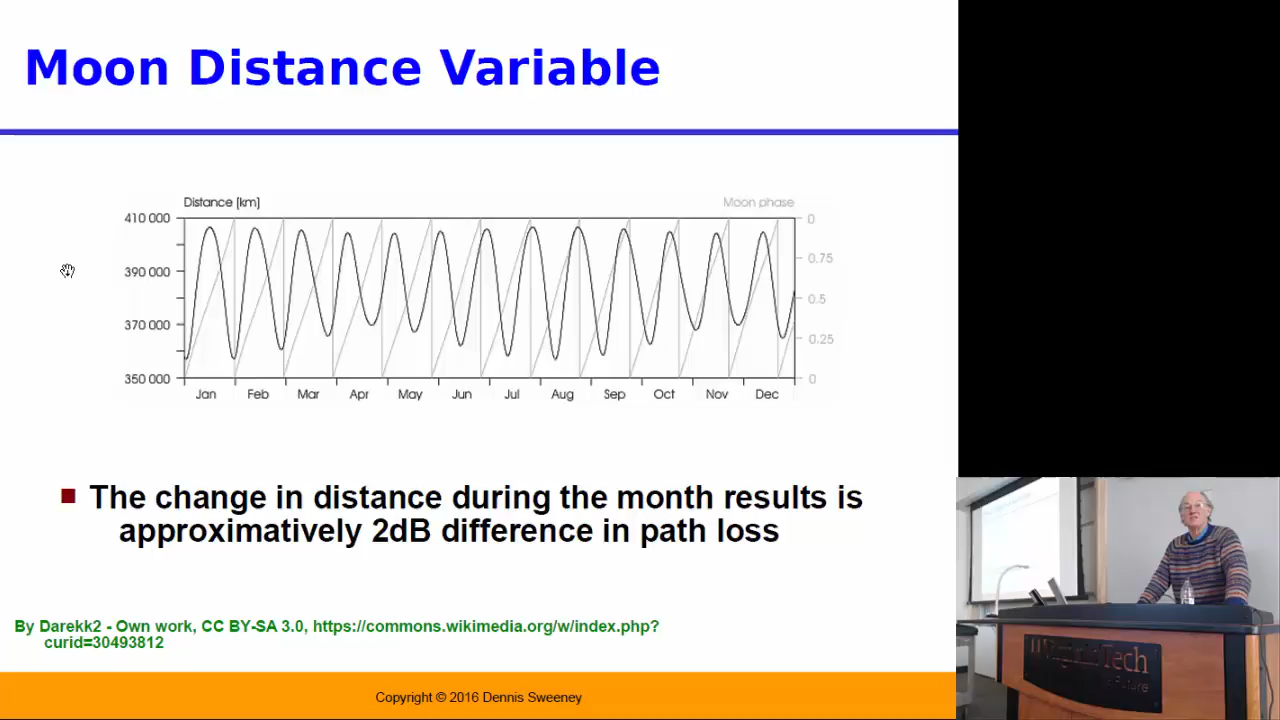 Moon Distance Variable
Distance [km]
Moon phase
410 000
390 000
370 000
350 000
0
0.75
0.5
0.25
0
Jan Feb Mar Apr May Jun Jul Aug Sep Oct Nov Dec
The change in distance during the month results is
approximatively 2dB difference in path loss
By Darekk2 - Own work, CC BY-SA 3.0, https://commons.wikimedia.org/w/index.php?
curid=30493812
Copyright © 2016 Dennis Sweeney
Tech